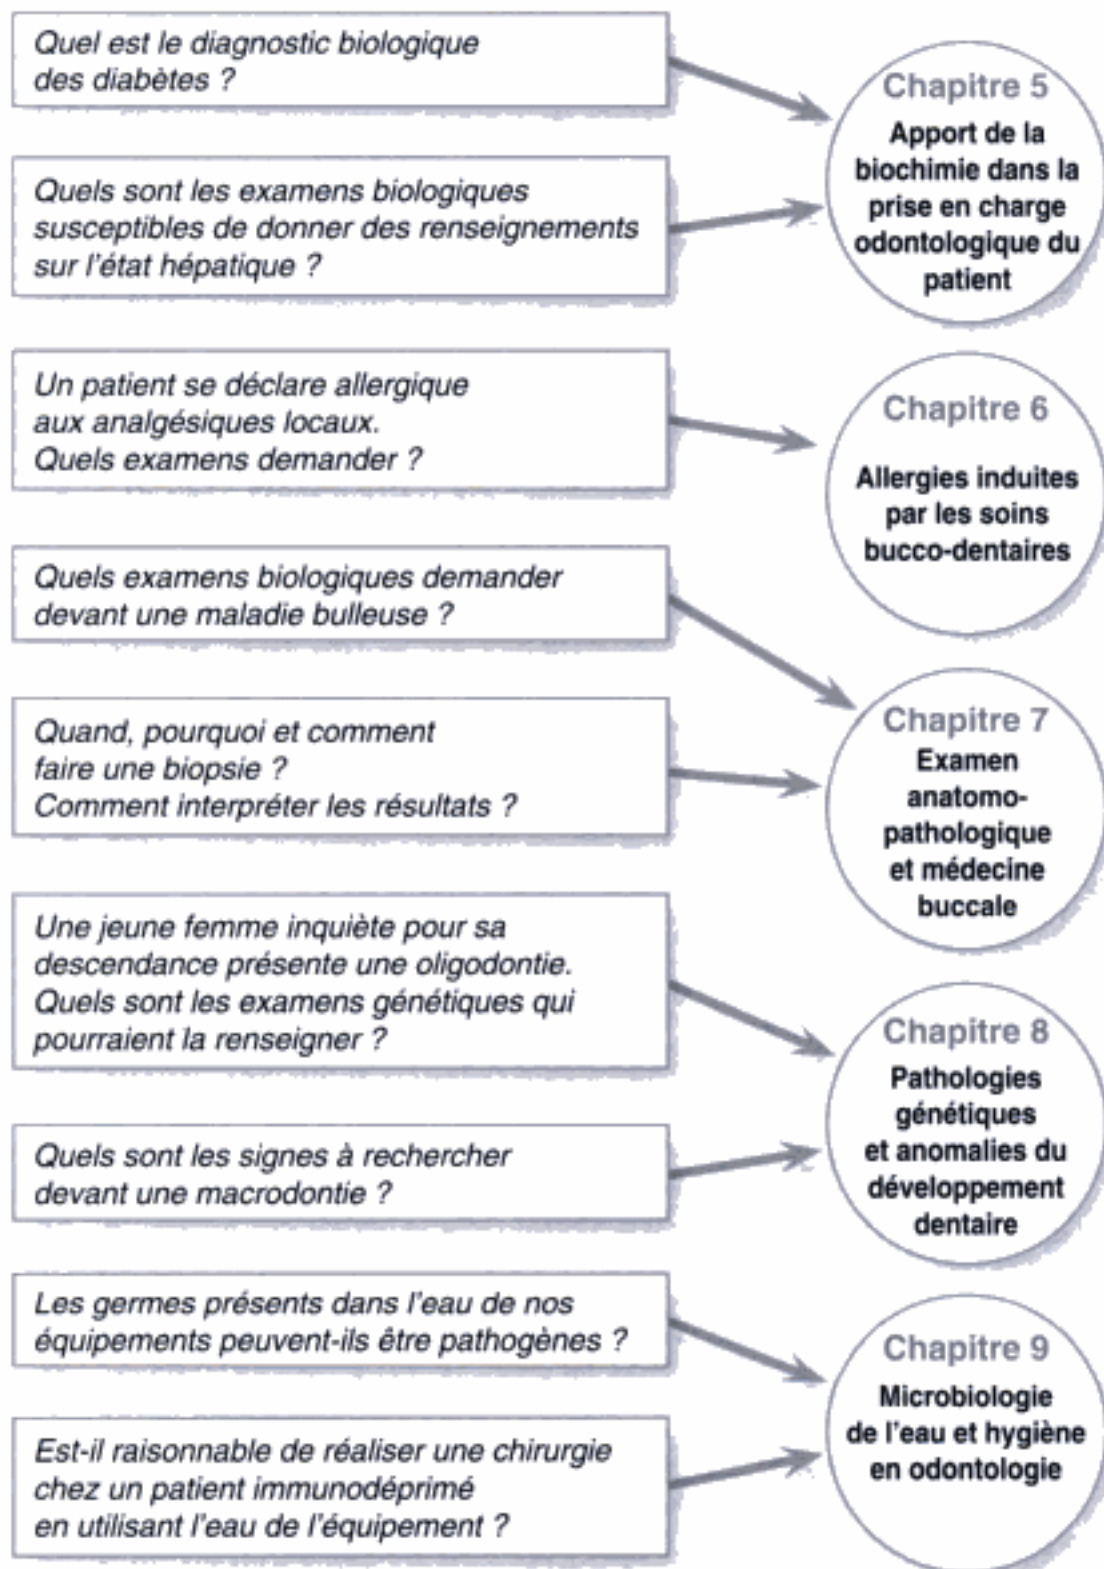 Quel est le diagnostic biologique
des diabètes ?
Chapitre 5
Apport de la
biochimie dans la
prise en charge
odontologique du
patient
Quels sont les examens biologiques
susceptibles de donner des renseignements
sur l'état hépatique ?
Un patient se déclare allergique
aux analgésiques locaux.
Quels examens demander ?
Chapitre 6
Allergies induites
par les soins
bucco-dentaires
Quels examens biologiques demander
devant une maladie bulleuse ?
Chapitre 7
Examen
anatomo-
pathologique
et médecine
buccale
Quand, pourquoi et comment
faire une biopsie ?
Comment interpréter les résultats ?
Une jeune femme inquiète pour sa
descendance présente une oligodontie.
Quels sont les examens génétiques qui
pourraient la renseigner ?
Chapitre 8
Pathologies
génétiques
et anomalies du
développement
dentaire
Quels sont les signes à rechercher
devant une macrodontie ?
Les germes présents dans l'eau de nos
équipements peuvent-ils être pathogènes ?
Chapitre 9
Microbiologie
de l'eau et hygiène
en odontologie
Est-il raisonnable de réaliser une chirurgie
chez un patient immunodéprimé
en utilisant l'eau de l'équipement ?